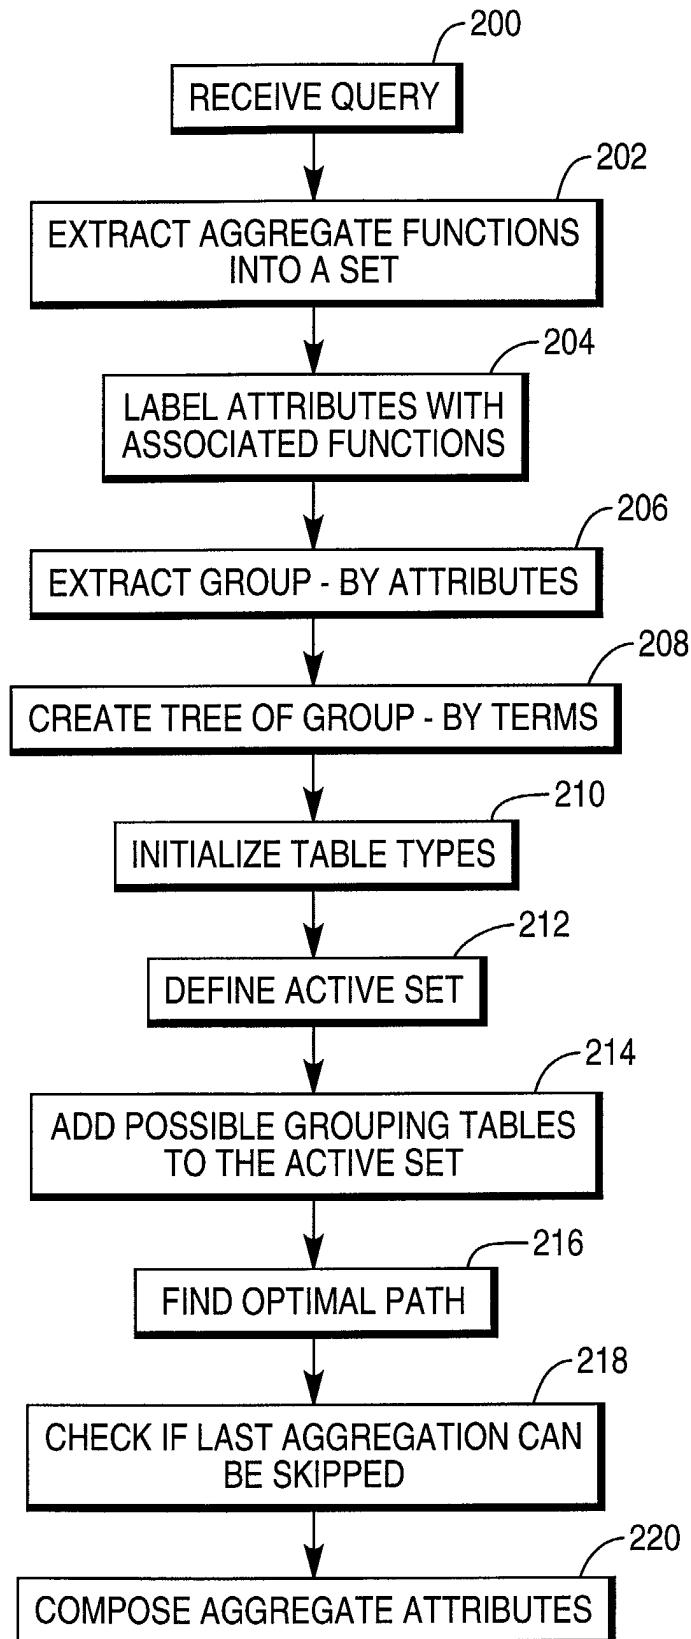 200
RECEIVE QUERY
202
EXTRACT AGGREGATE FUNCTIONS
INTO A SET
204
LABEL ATTRIBUTES WITH
ASSOCIATED FUNCTIONS
206
EXTRACT GROUP - BY ATTRIBUTES
208
CREATE TREE OF GROUP - BY TERMS
210
INITIALIZE TABLE TYPES
212
DEFINE ACTIVE SET
214
ADD POSSIBLE GROUPING TABLES
TO THE ACTIVE SET
216
FIND OPTIMAL PATH
218
CHECK IF LAST AGGREGATION CAN
BE SKIPPED
220
COMPOSE AGGREGATE ATTRIBUTES